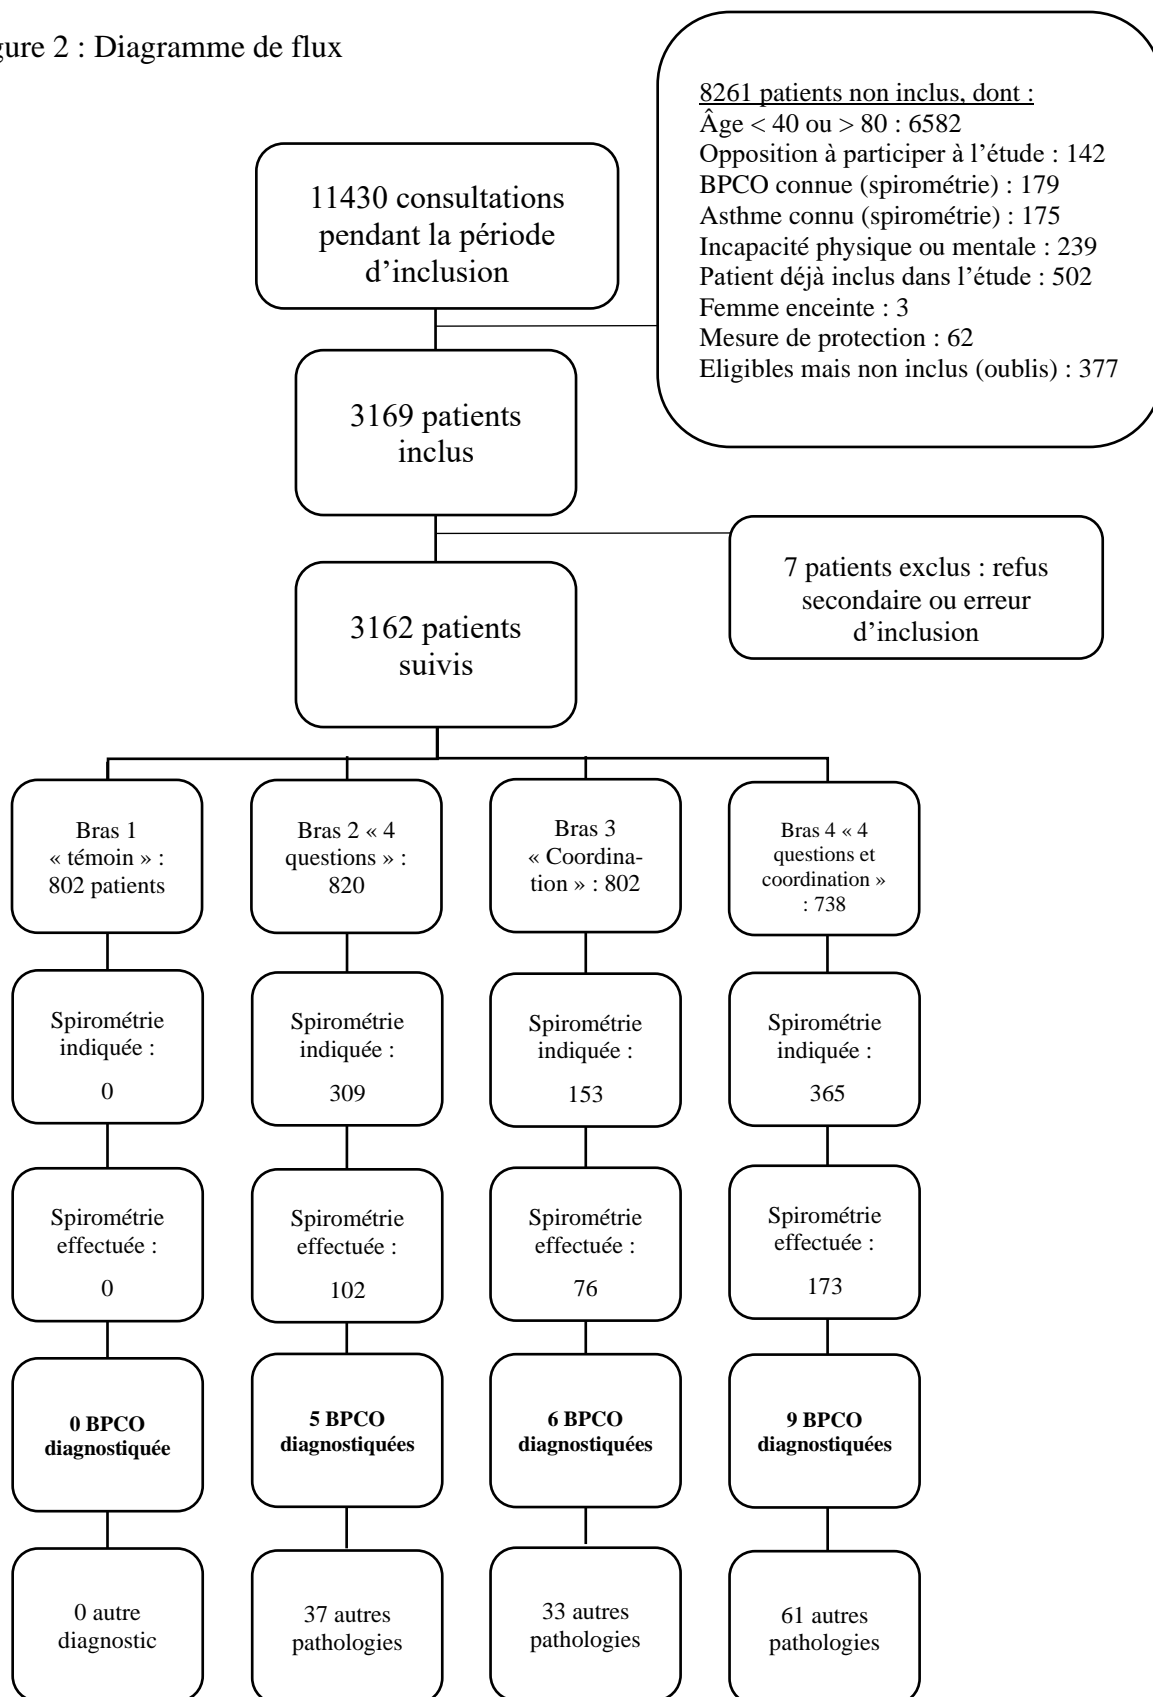 gure 2 : Diagramme de flux
8261 patients non inclus, dont :
Âge < 40 ou > 80 : 6582
Opposition à participer à l’étude : 142
BPCO connue (spirométrie) : 179
Asthme connu (spirométrie) : 175
Incapacité physique ou mentale : 239
Patient déjà inclus dans l’étude : 502
Femme enceinte : 3
Mesure de protection : 62
Eligibles mais non inclus (oublis) : 377
11430 consultations
pendant la période
d’inclusion
3169 patients
inclus
7 patients exclus : refus
secondaire ou erreur
d’inclusion
3162 patients
suivis
Bras 1
« témoin » :
802 patients
Bras 2 « 4
questions » :
820
Bras 3
« Coordina-
tion » : 802
Bras 4 « 4
questions et
coordination »
: 738
Spirométrie
indiquée :
0
Spirométrie
indiquée :
309
Spirométrie
indiquée :
153
Spirométrie
indiquée :
365
Spirométrie
effectuée :
0
Spirométrie
effectuée :
102
Spirométrie
effectuée :
76
Spirométrie
effectuée :
173
0 BPCO
diagnostiquée
5 BPCO
diagnostiquées
6 BPCO
diagnostiquées
9 BPCO
diagnostiquées
0 autre
diagnostic
37 autres
pathologies
33 autres
pathologies
61 autres
pathologies